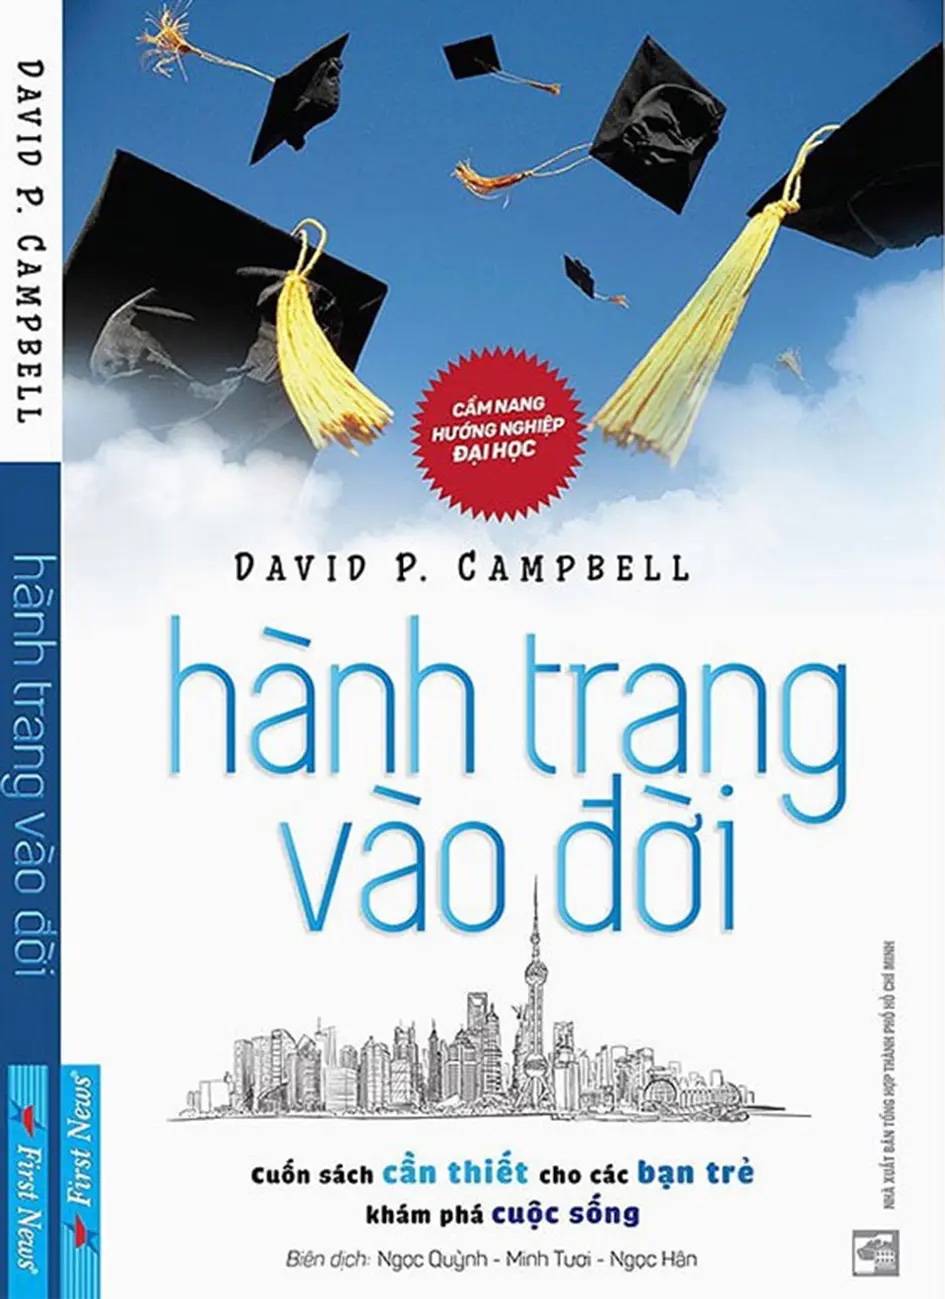 DAVID P. CAMPBELL
hành trang vào đời
First News®
CẨM NANG
HƯỚNG NGHIỆP
ĐẠI HỌC
DAVID P. CAMPBELL
hành trang
vào đời
Cuốn sách cần thiết cho các bạn trẻ
khám phá cuộc sống
Biên dịch: Ngọc Quỳnh - Minh Tươi - Ngọc Hân
First News®
NHÀ XUẤT BẢN TỔNG HỢP THÀNH PHỐ HỒ CHÍ MINH